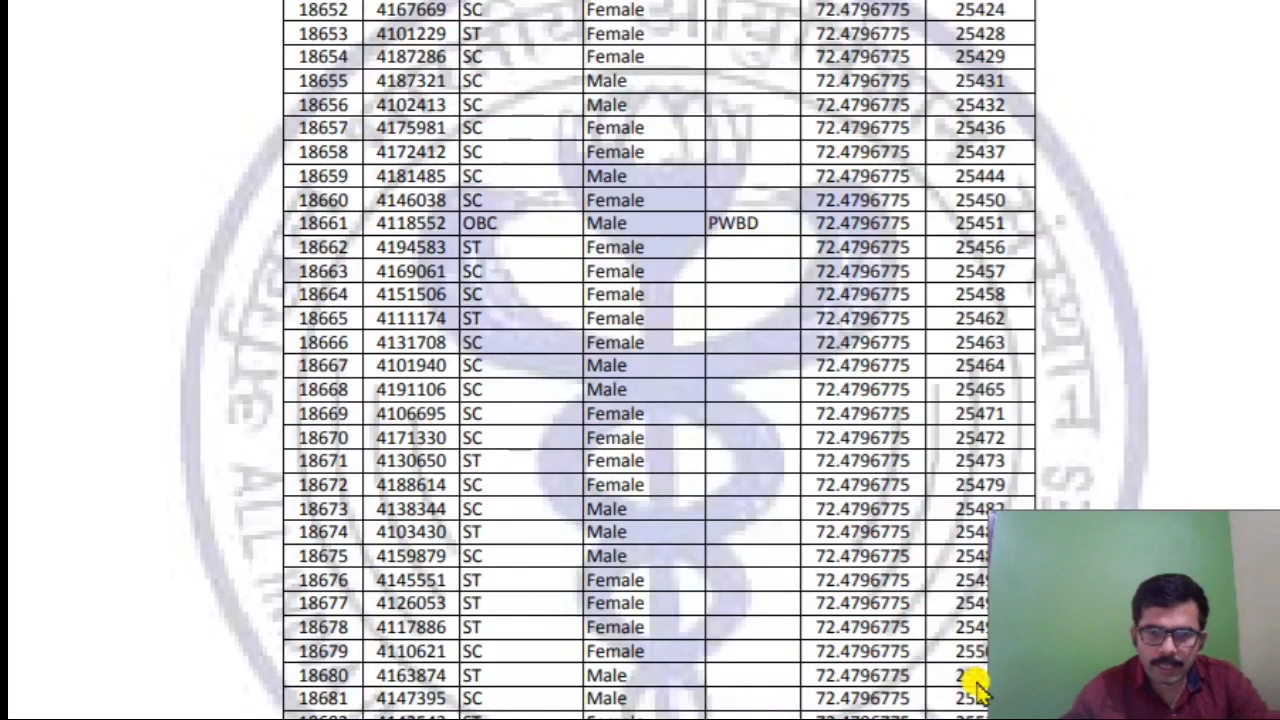 18652 4167669 SC Female 72.4796775 25424
18653 4101229 ST Female 72.4796775 25428
18654 4187286 SC Female 72.4796775 25429
18655 4187321 SC Male 72.4796775 25431
18656 4102413 SC Male 72.4796775 25432
18657 4175981 SC Female 72.4796775 25436
18658 4172412 SC Female 72.4796775 25437
18659 4181485 SC Male 72.4796775 25444
18660 4146038 SC Female 72.4796775 25450
18661 4118552 OBC Male PWBD 72.4796775 25451
18662 4194583 ST Female 72.4796775 25456
18663 4169061 SC Female 72.4796775 25457
18664 4151506 SC Female 72.4796775 25458
18665 4111174 ST Female 72.4796775 25462
18666 4131708 SC Female 72.4796775 25463
18667 4101940 SC Male 72.4796775 25464
18668 4191106 SC Male 72.4796775 25465
18669 4106695 SC Female 72.4796775 25471
18670 4171330 SC Female 72.4796775 25472
18671 4130650 ST Female 72.4796775 25473
18672 4188614 SC Female 72.4796775 25479
18673 4138344 SC Male 72.4796775 25482
18674 4103430 ST Male 72.4796775
18675 4159879 SC Male 72.4796775
18676 4145551 ST Female 72.4796775
18677 4126053 ST Female 72.4796775
18678 4117886 ST Female 72.4796775
18679 4110621 SC Female 72.4796775
18680 4163874 ST Male 72.4796775
18681 4147395 SC Male 72.4796775
ALL